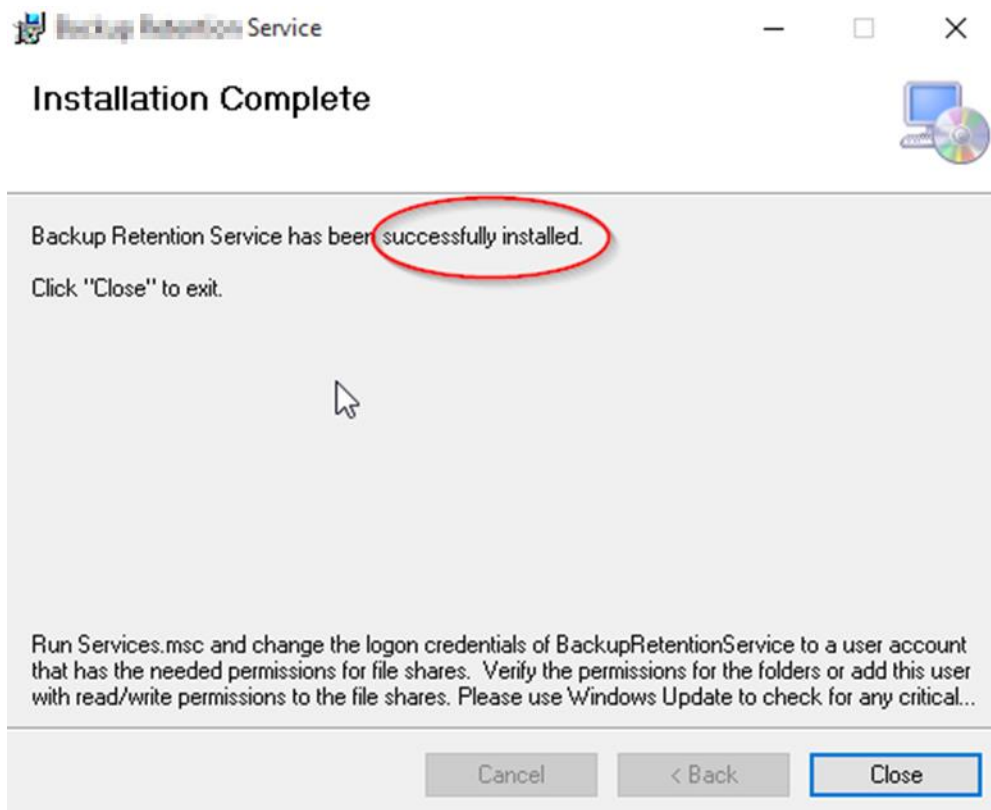 Service
Installation Complete
Backup Retention Service has been successfully installed.
Click "Close" to exit.
Run Services.msc and change the logon credentials of BackupRetentionService to a user account
that has the needed permissions for file shares. Verify the permissions for the folders or add this user
with read/write permissions to the file shares. Please use Windows Update to check for any critical...
Cancel
< Back
Close